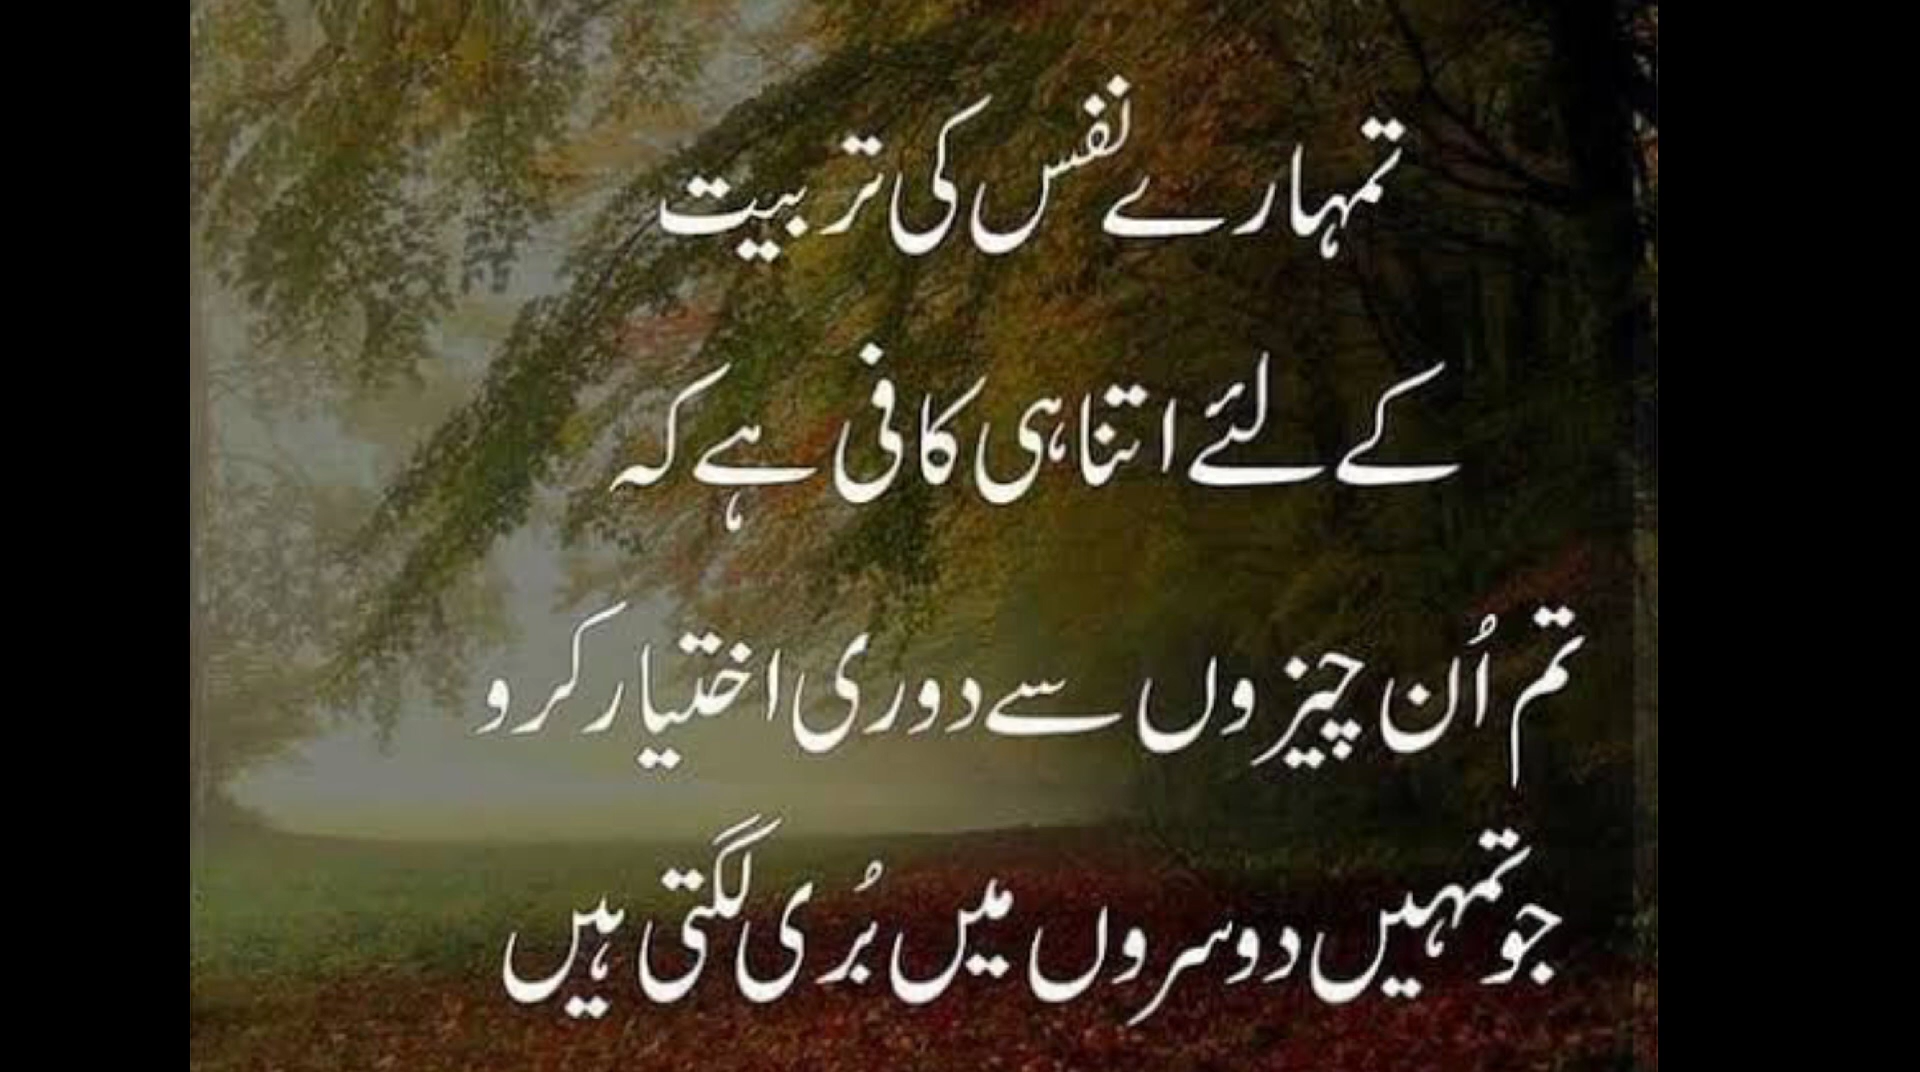 تمہارے نفس کی تربیت
کے لئے اتنا ہی کافی ہے کہ
تم اُن چیزوں سے دوری اختیار کرو
جو تمہیں دوسروں میں بُری لگتی ہیں